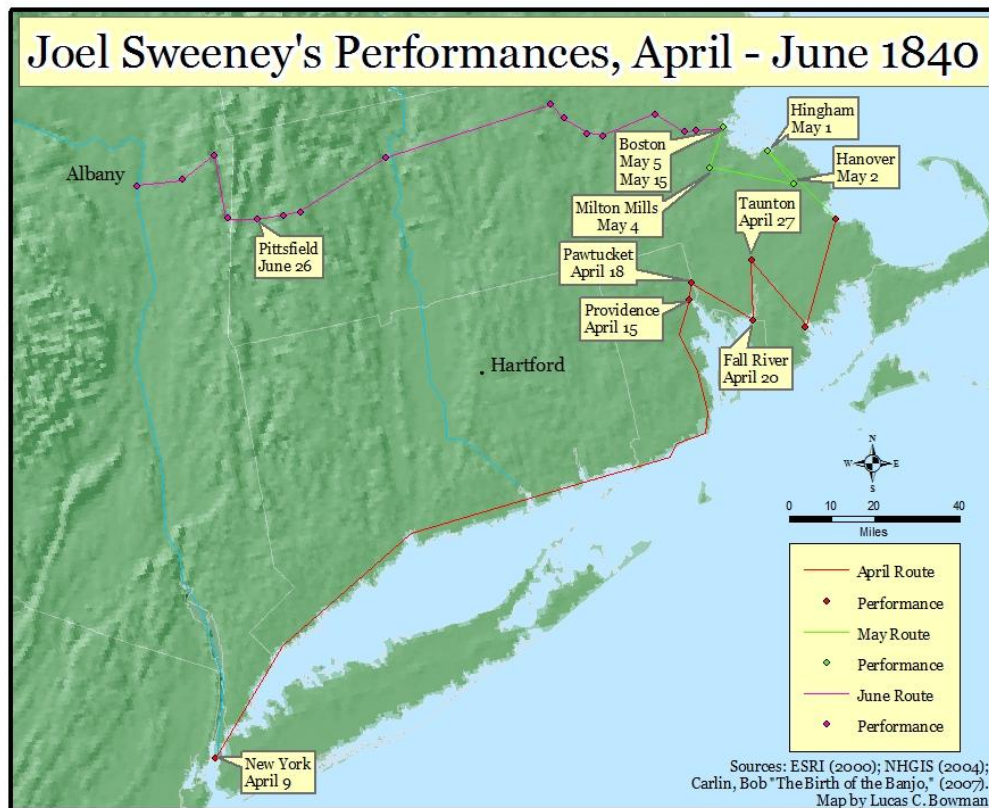 Joel Sweeney's Performances, April - June 1840
Hingham
May 1
Boston
May 5
May 15
Hanover
May 2
Albany
Milton Mills
May 4
Taunton
April 27
Pittsfield
June 26
Pawtucket
April 18
Providence
April 15
Fall River
April 20
Hartford
N
W
E
S
0 10 20 40
Miles
April Route
Performance
May Route
Performance
June Route
Performance
New York
April 9
Sources: ESRI (2000); NHGIS (2004);
Carlin, Bob "The Birth of the Banjo," (2007).
Map by Lucas C. Bowman